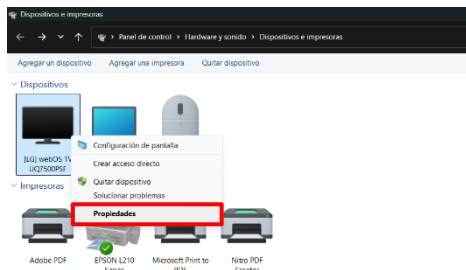 Dispositivos e impresoras
Panel de control > Hardware y sonido > Dispositivos e impresoras
Agregar un dispositivo Agregar una impresora Quitar dispositivo
Dispositivos
[LG] webOS TV
UQ7500PSF
Configuración de pantalla
Crear acceso directo
Quitar dispositivo
Solucionar problemas
Propiedades
Impresoras
Adobe PDF
EPSON L210
Series
Microsoft Print to
PDF
Nitro PDF
Creator